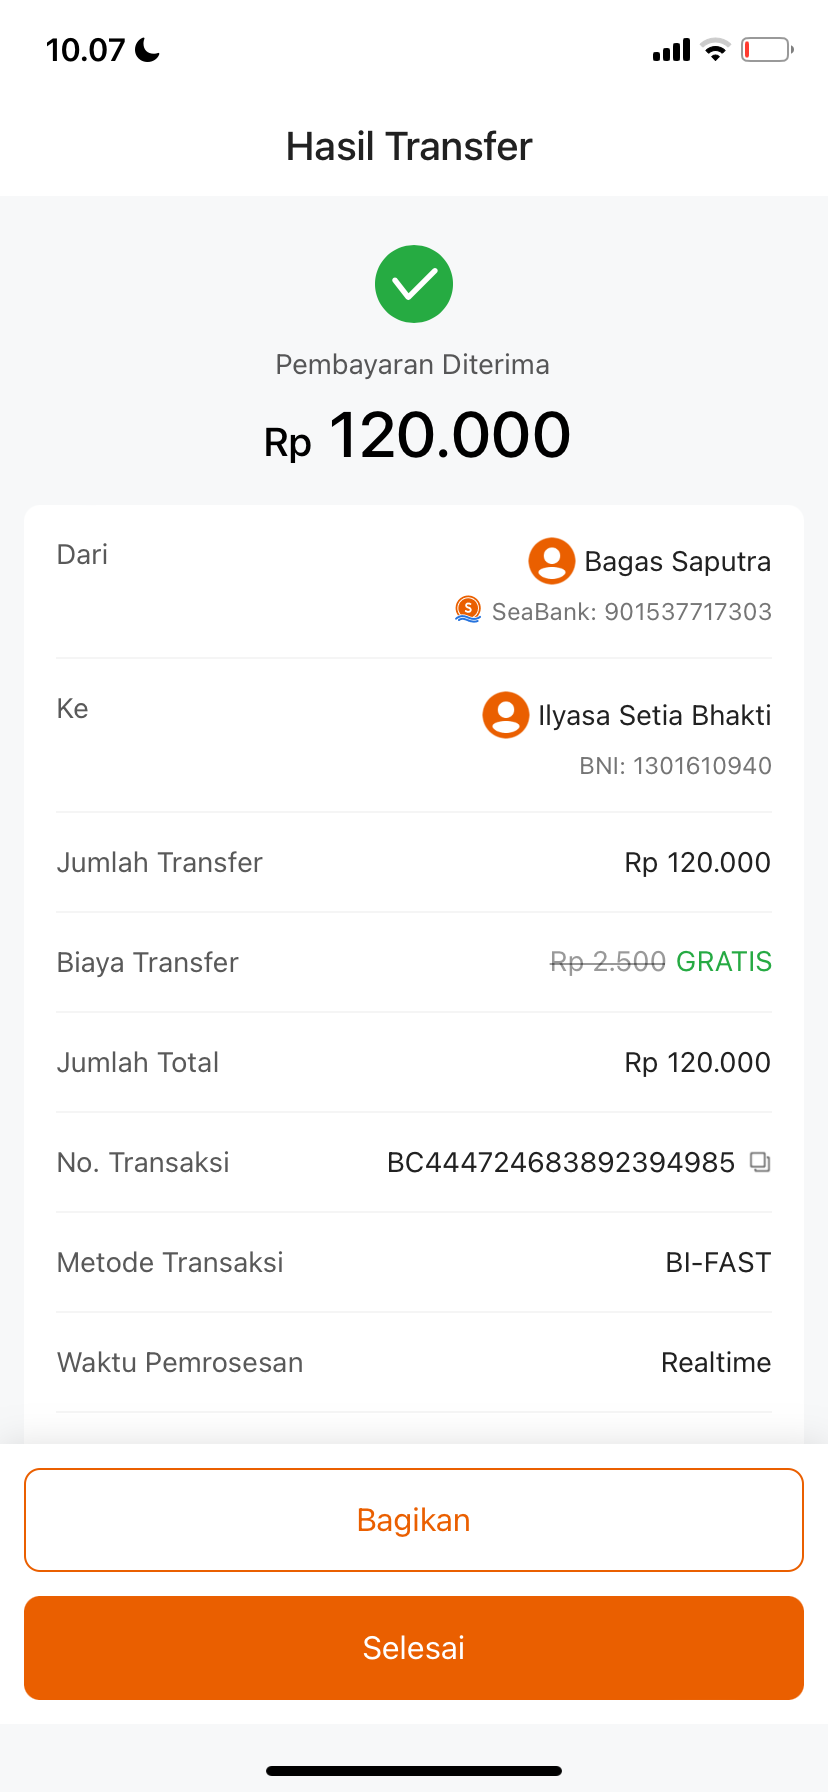 10.07
Hasil Transfer
Pembayaran Diterima
Rp 120.000
Dari
Bagas Saputra
SeaBank: 901537717303
Ke
Ilyasa Setia Bhakti
BNI: 1301610940
Jumlah Transfer
Rp 120.000
Biaya Transfer
Rp 2.500 GRATIS
Jumlah Total
Rp 120.000
No. Transaksi
BC444724683892394985
Metode Transaksi
BI-FAST
Waktu Pemrosesan
Realtime
Bagikan
Selesai